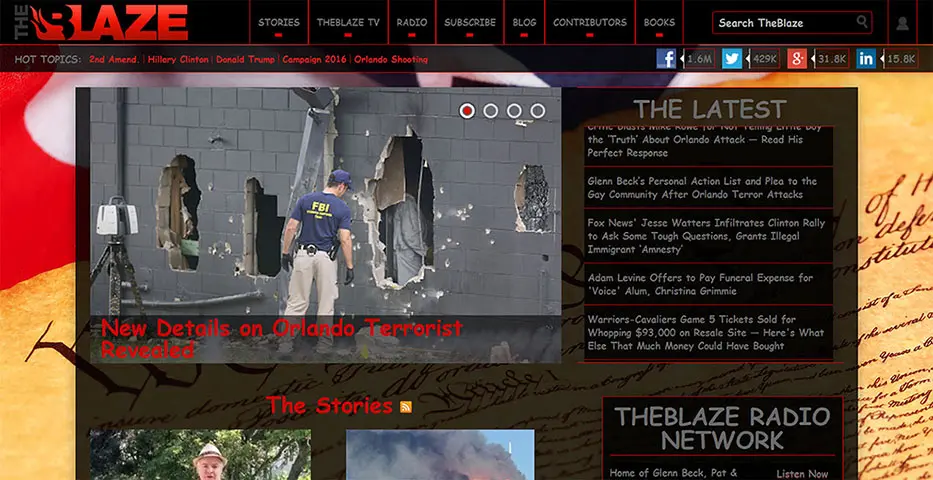 THE BLAZE
STORIES
THEBLAZE TV
RADIO
SUBSCRIBE
BLOG
CONTRIBUTORS
BOOKS
Search TheBlaze
HOT TOPICS: 2nd Amend. Hillery Clinton Donald Trump Campaign 2016 Orlando Shooting
f 1.6M 429K g+ 31.8K in 15.8K
FBI
New Details on Orlando Terrorist
Revealed
THE LATEST
Critic Blasts Mike Rowe for Not Telling Little Boy
the 'Truth' About Orlando Attack — Read His
Perfect Response
Glenn Beck's Personal Action List and Plea to the
Gay Community After Orlando Terror Attacks
Fox News' Jesse Watters Infiltrates Clinton Rally
to Ask Some Tough Questions, Grants Illegal
Immigrant 'Amnesty'
Adam Levine Offers to Pay Funeral Expense for
'Voice' Alum, Christina Grimmie
Warriors-Cavaliers Game 5 Tickets Sold for
Whopping $93,000 on Resale Site — Here's What
Else That Much Money Could Have Bought
The Stories
THEBLAZE RADIO
NETWORK
Home of Glenn Beck, Pat &
Listen Now